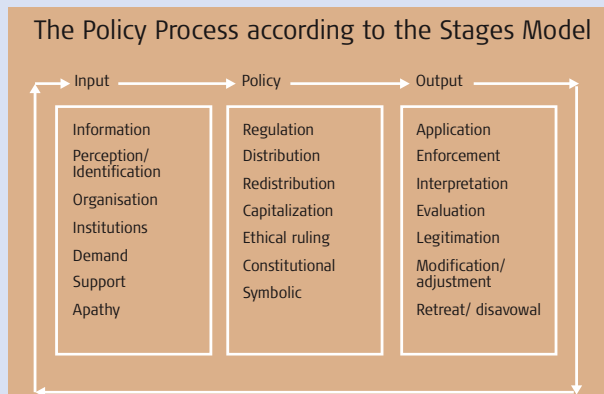 The Policy Process according to the Stages Model
Input
Policy
Output
Information
Perception/
Identification
Organisation
Institutions
Demand
Support
Apathy
Regulation
Distribution
Redistribution
Capitalization
Ethical ruling
Constitutional
Symbolic
Application
Enforcement
Interpretation
Evaluation
Legitimation
Modification/
adjustment
Retreat/ disavowal